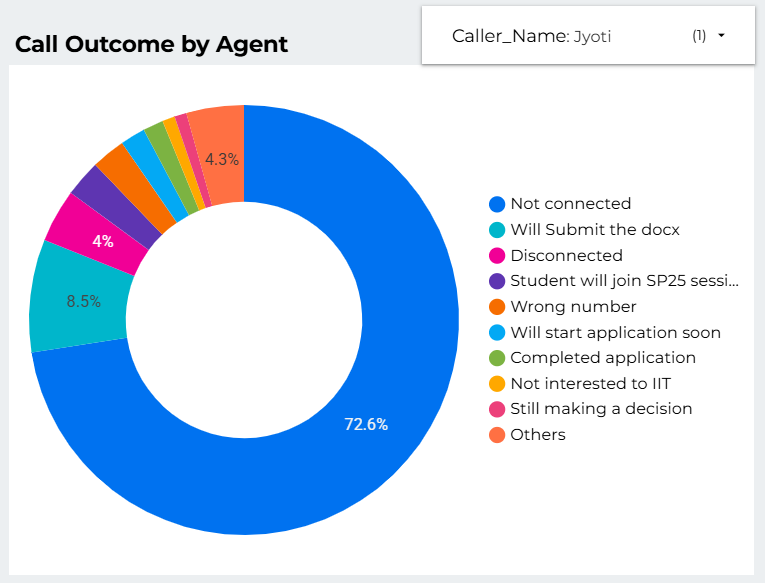 Call Outcome by Agent
Caller_Name: Jyoti (1)
4.3%
4%
8.5%
72.6%
Not connected
Will Submit the docx
Disconnected
Student will join SP25 sessi...
Wrong number
Will start application soon
Completed application
Not interested to IIT
Still making a decision
Others